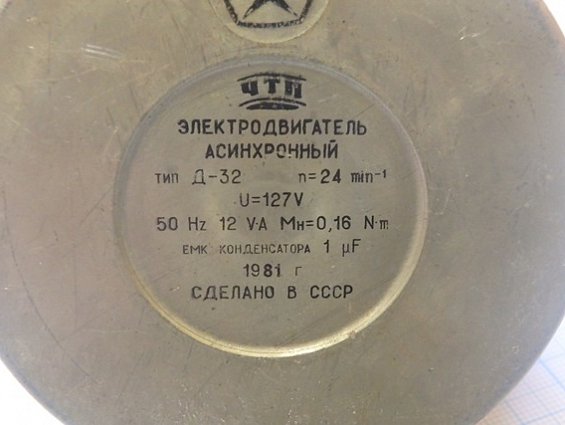 ЧТП
ЭЛЕКТРОДВИГАТЕЛЬ
АСИНХРОННЫЙ
тип Д-32 n=24 min⁻¹
U=127V
50 Hz 12 V·A Mн=0,16 N·m
ЕМК КОНДЕНСАТОРА 1 µF
1981 г
СДЕЛАНО В СССР